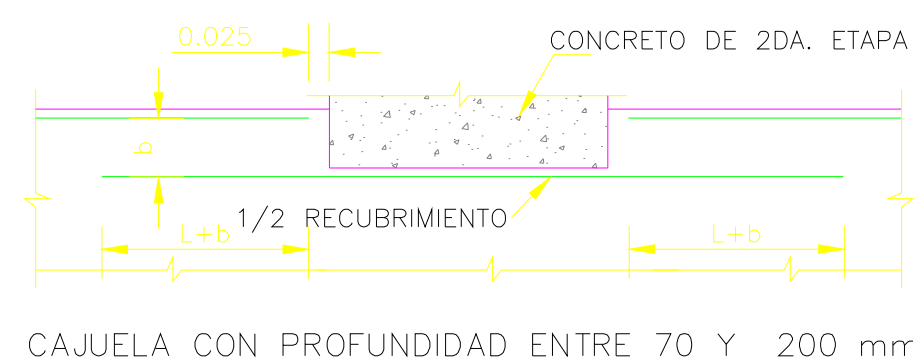 0.025
CONCRETO DE 2DA. ETAPA
b
1/2 RECUBRIMIENTO
L+b
L+b
CAJUELA CON PROFUNDIDAD ENTRE 70 Y 200 mm